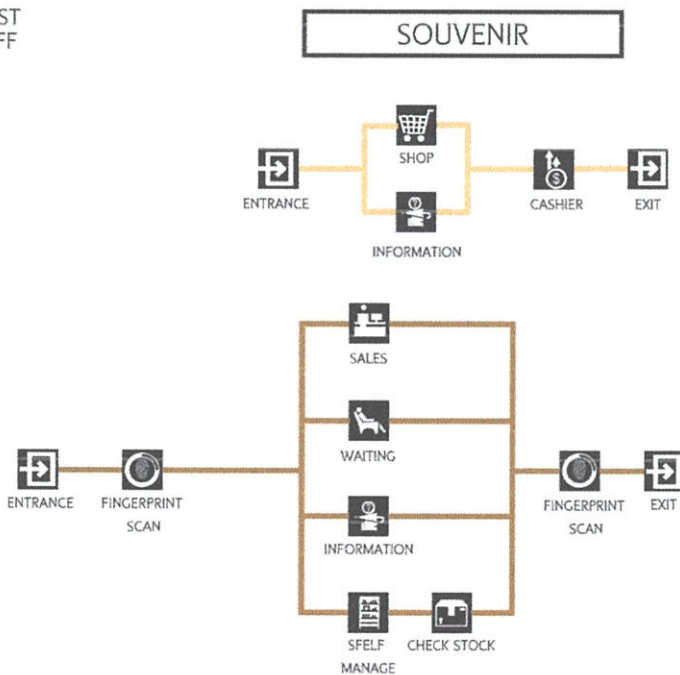 ST
FF
SOUVENIR
SHOP
ENTRANCE
CASHIER
EXIT
INFORMATION
SALES
WAITING
ENTRANCE
FINGERPRINT
SCAN
FINGERPRINT
SCAN
EXIT
INFORMATION
SFELF
MANAGE
CHECK STOCK